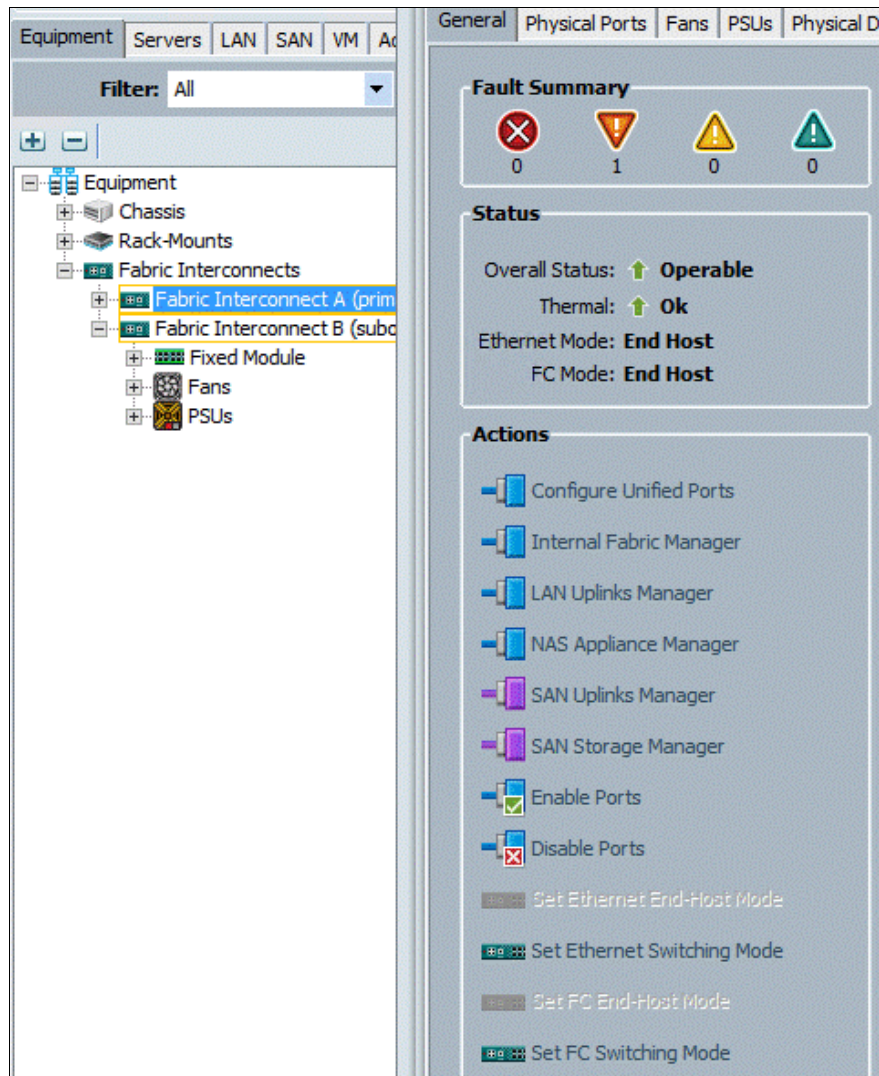 Equipment Servers LAN SAN VM
Filter: All
Equipment
Chassis
Rack-Mounts
Fabric Interconnects
Fabric Interconnect A (prim
Fabric Interconnect B (subo
Fixed Module
Fans
PSUs
General Physical Ports Fans PSUs Physical D
Fault Summary
0 1 0 0
Status
Overall Status: Operable
Thermal: Ok
Ethernet Mode: End Host
FC Mode: End Host
Actions
Configure Unified Ports
Internal Fabric Manager
LAN Uplinks Manager
NAS Appliance Manager
SAN Uplinks Manager
SAN Storage Manager
Enable Ports
Disable Ports
Set Ethernet End-Host Mode
Set Ethernet Switching Mode
Set FC End-Host Mode
Set FC Switching Mode